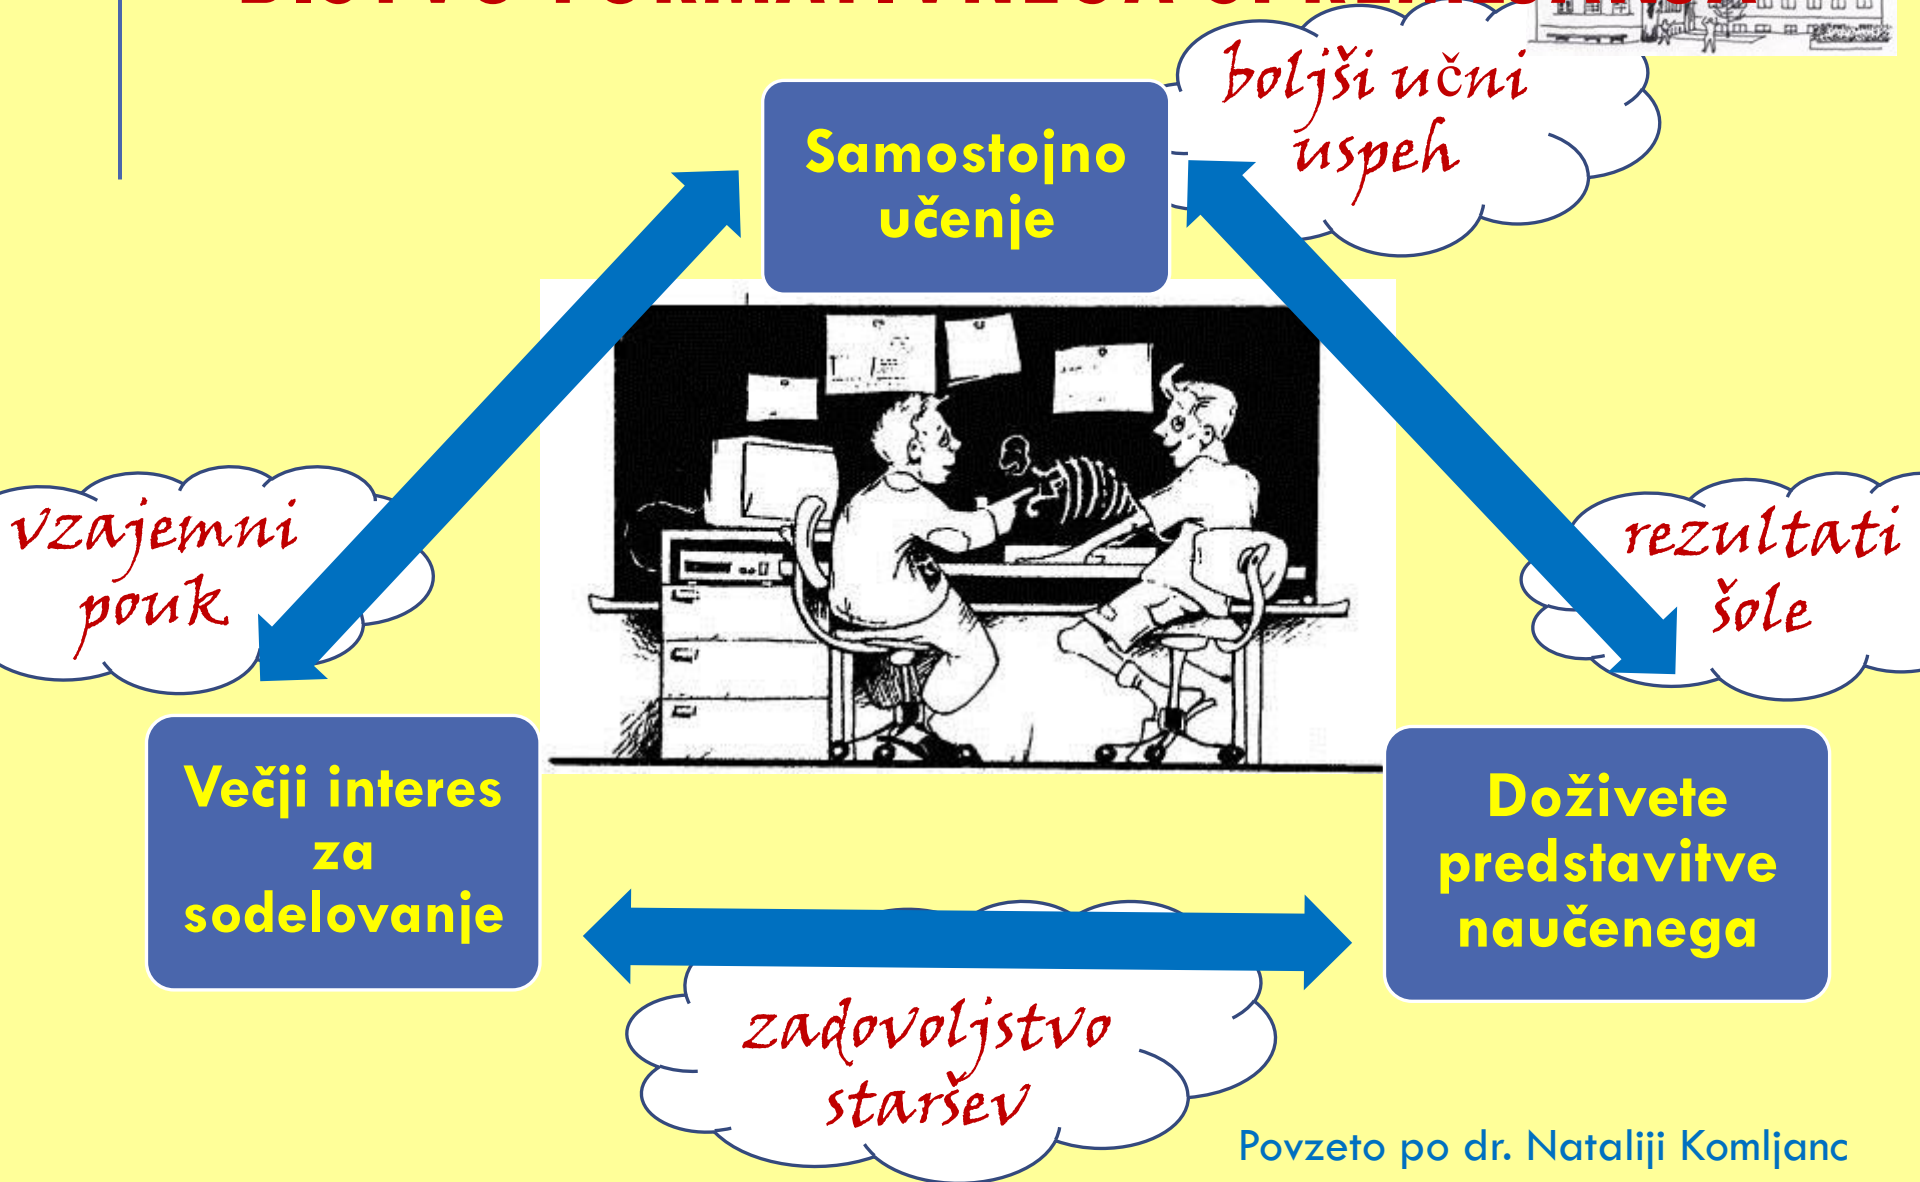 boljši učni
uspeh
Samostojno
učenje
vzajemni
pouk
rezultati
šole
Večji interes
za
sodelovanje
Doživete
predstavitve
naučenega
zadovoljstvo
staršev
Povzeto po dr. Nataliji Komljanc